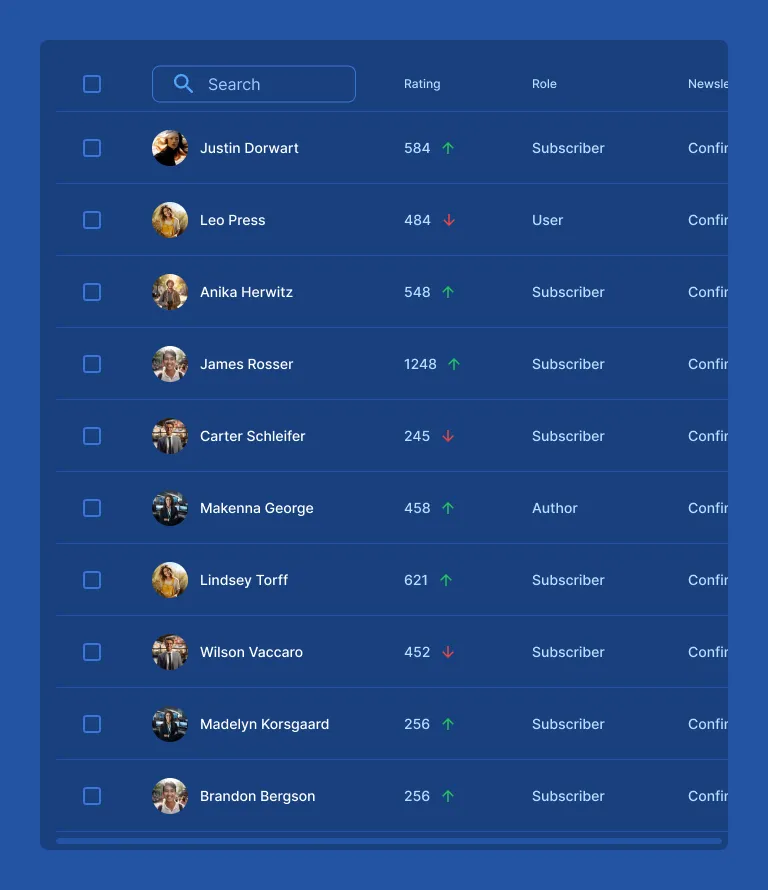 Search Rating Role Newsle
Justin Dorwart 584 Subscriber Confir
Leo Press 484 User Confir
Anika Herwitz 548 Subscriber Confir
James Rosser 1248 Subscriber Confir
Carter Schleifer 245 Subscriber Confir
Makenna George 458 Author Confir
Lindsey Torff 621 Subscriber Confir
Wilson Vaccaro 452 Subscriber Confir
Madelyn Korsgaard 256 Subscriber Confir
Brandon Bergson 256 Subscriber Confir